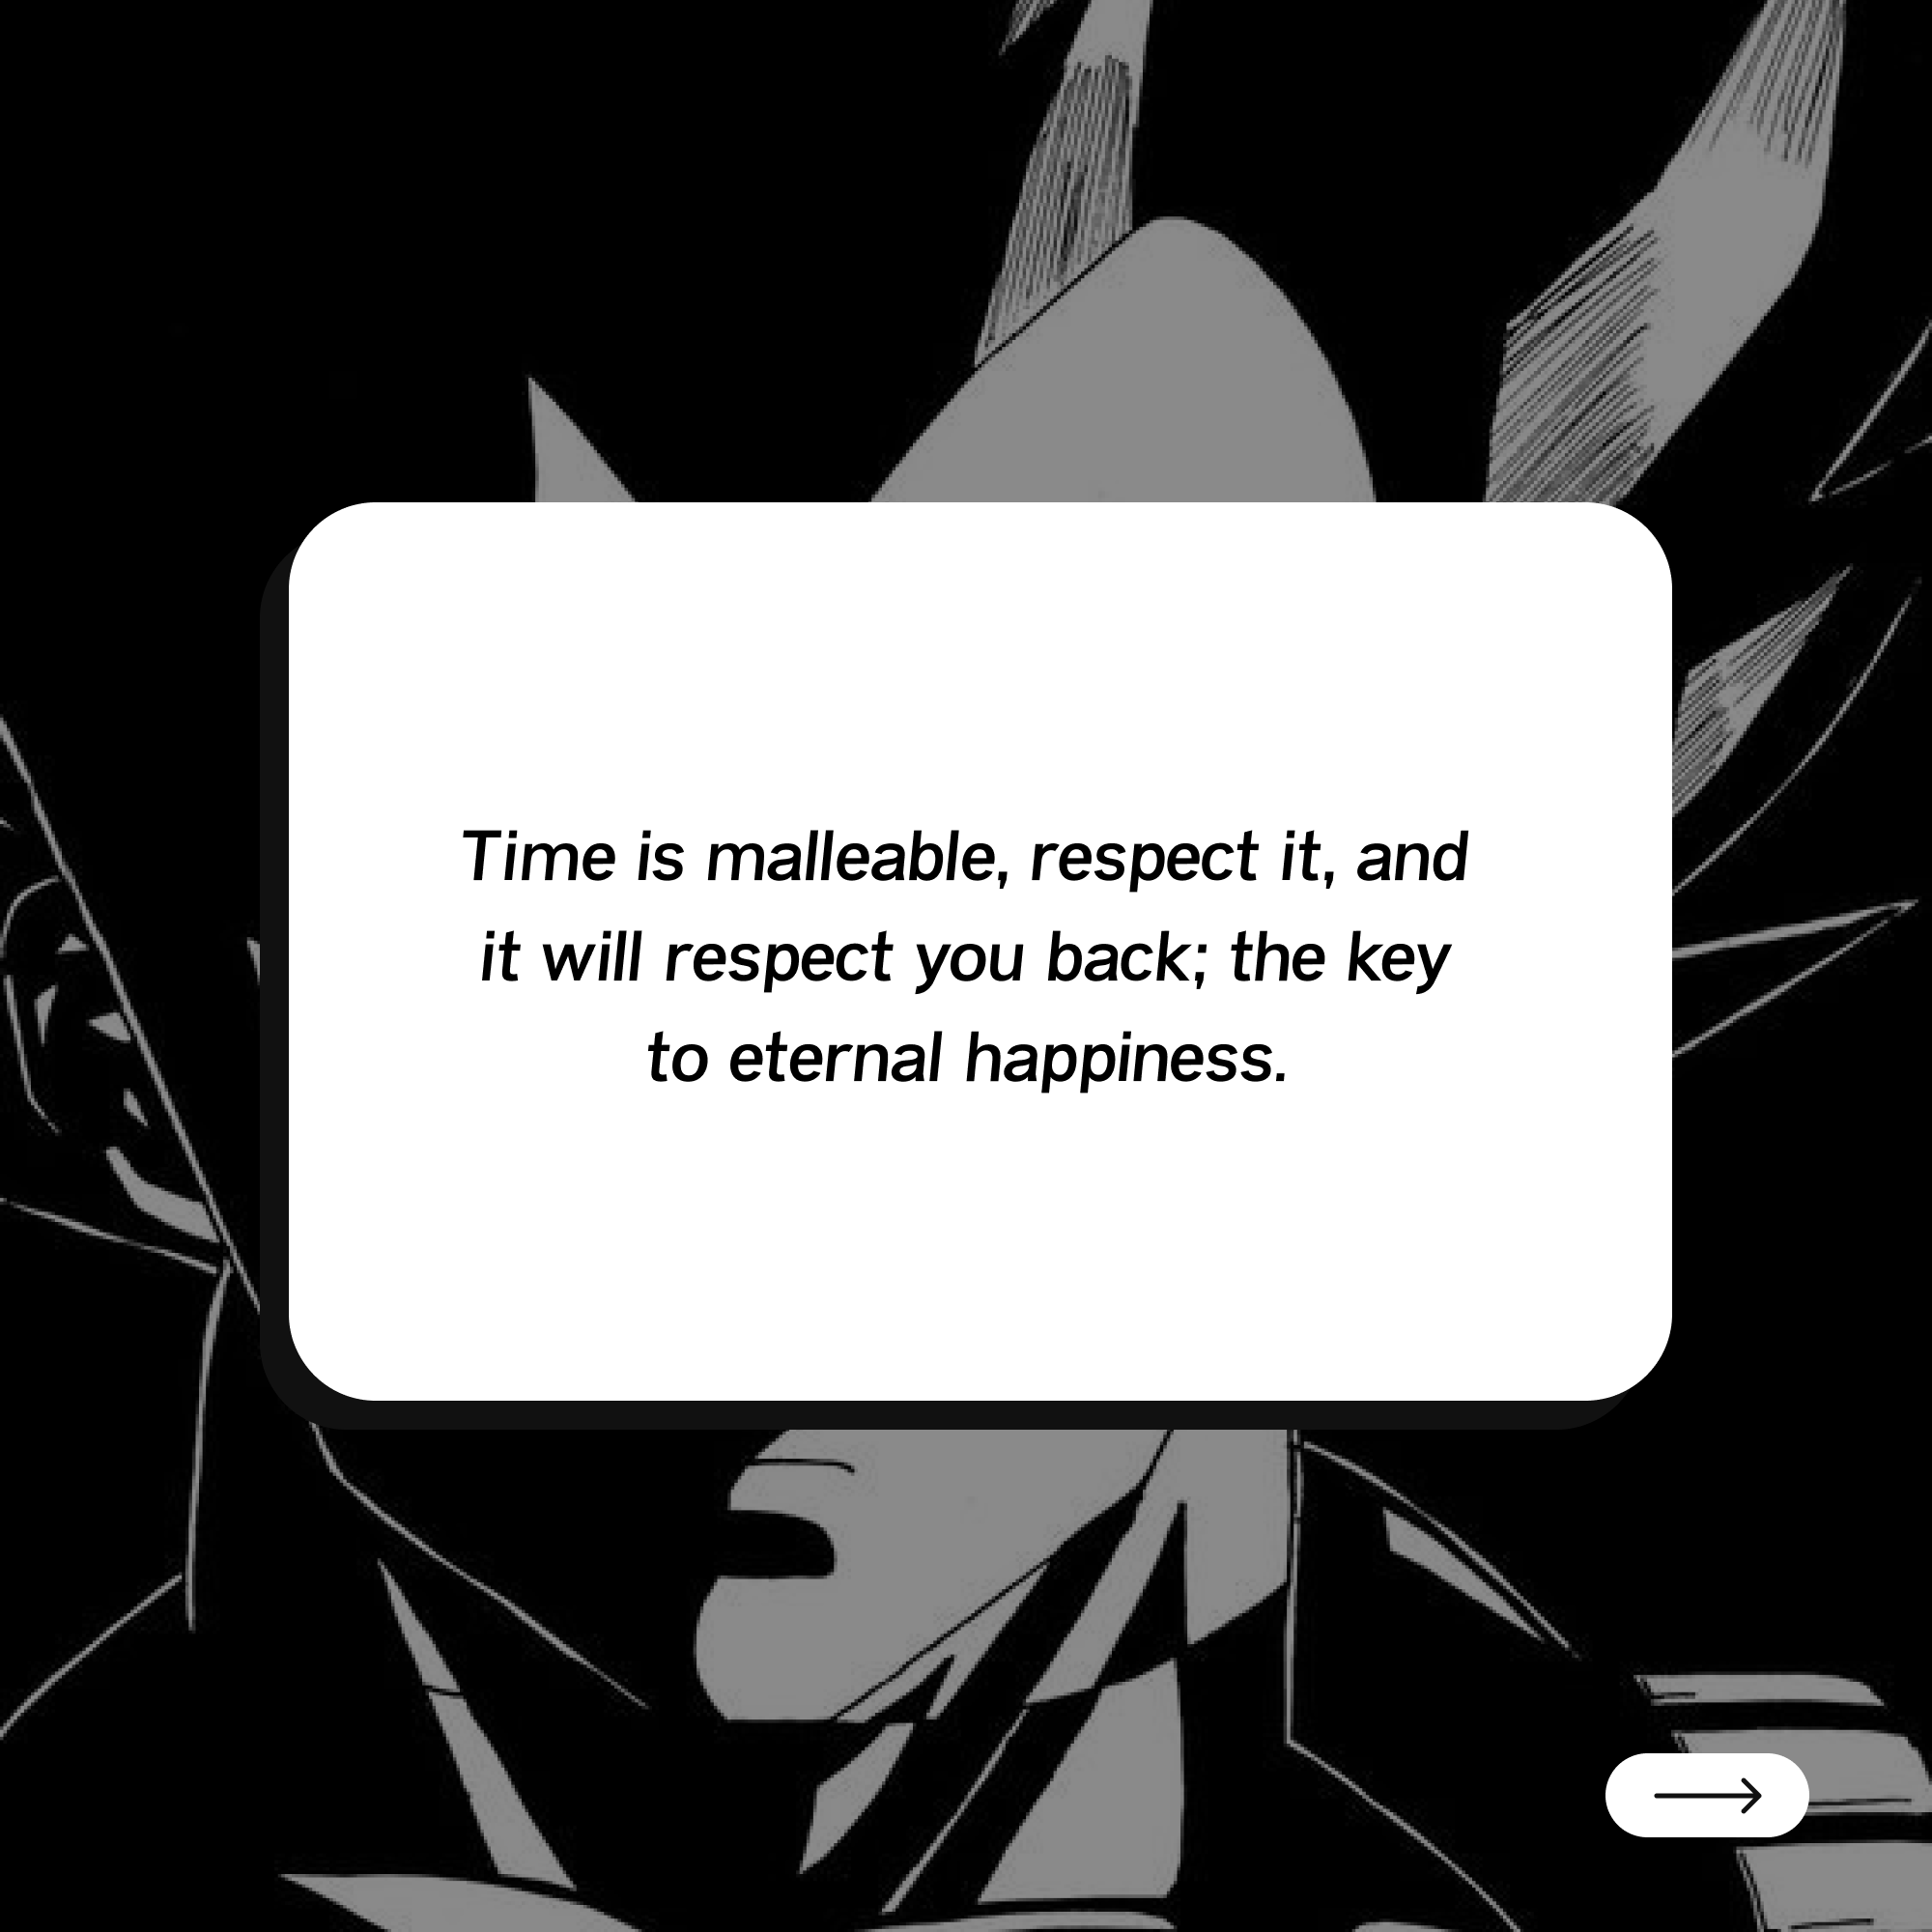 Time is malleable, respect it, and
it will respect you back; the key
to eternal happiness.